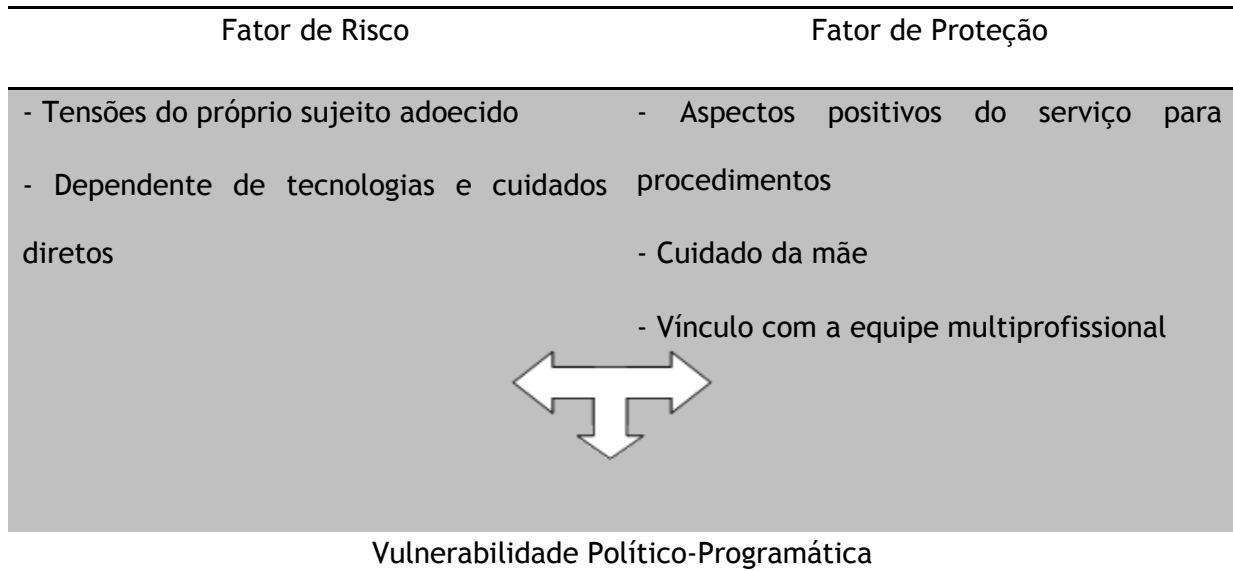 Fator de Risco
Fator de Proteção
- Tensões do próprio sujeito adoecido
- Dependente de tecnologias e cuidados
diretos
- Aspectos positivos do serviço para
procedimentos
- Cuidado da mãe
- Vínculo com a equipe multiprofissional
Vulnerabilidade Político-Programática